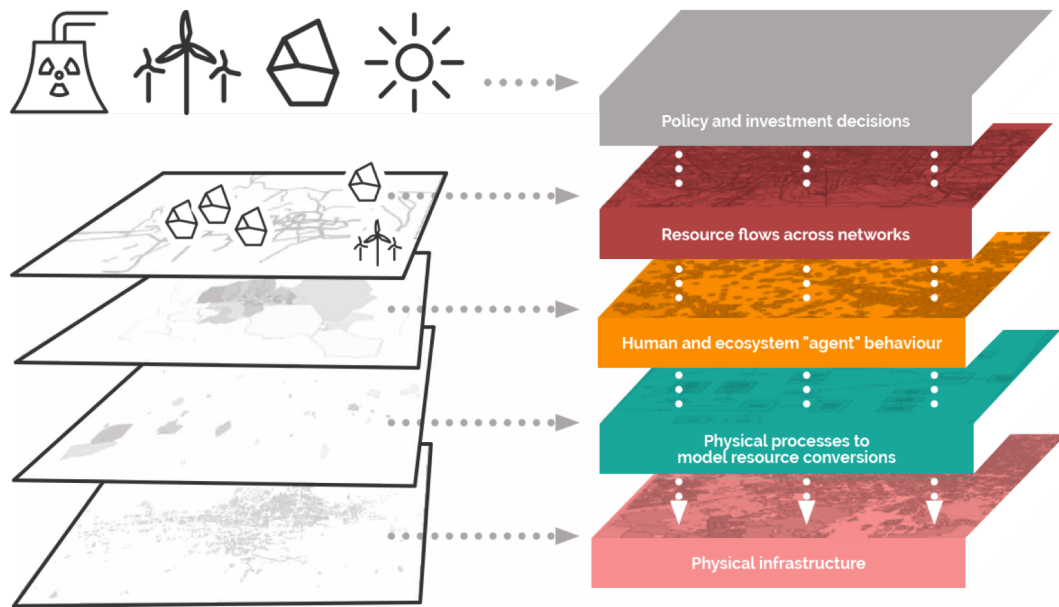 Policy and investment decisions
Resource flows across networks
Human and ecosystem "agent" behaviour
Physical processes to
model resource conversions
Physical infrastructure